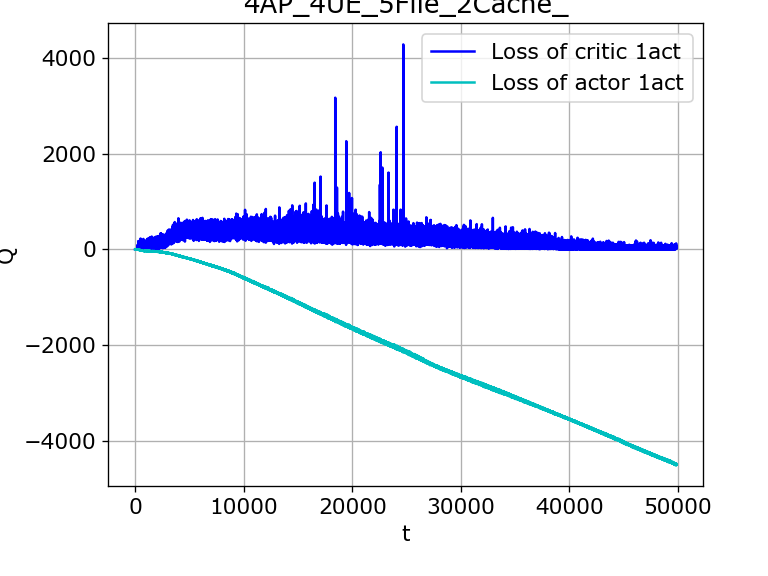 4AP_4UE_5File_2Cache_
Loss of critic 1act
Loss of actor 1act
4000
2000
0
−2000
−4000
Q
0 10000 20000 30000 40000 50000
t